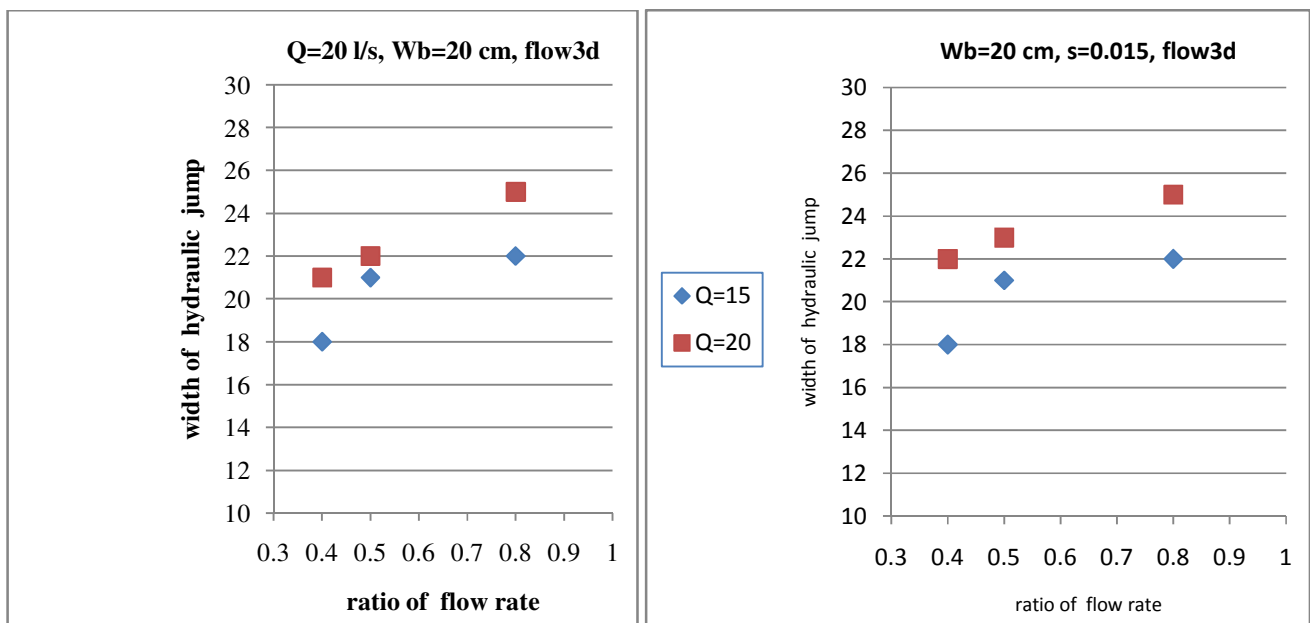 Q=20 l/s, Wb=20 cm, flow3d
width of hydraulic jump
30
28
26
24
22
20
18
16
14
12
10
0.3 0.4 0.5 0.6 0.7 0.8 0.9 1
ratio of flow rate
Q=15
Q=20
Wb=20 cm, s=0.015, flow3d
width of hydraulic jump
30
28
26
24
22
20
18
16
14
12
10
0.3 0.4 0.5 0.6 0.7 0.8 0.9 1
ratio of flow rate